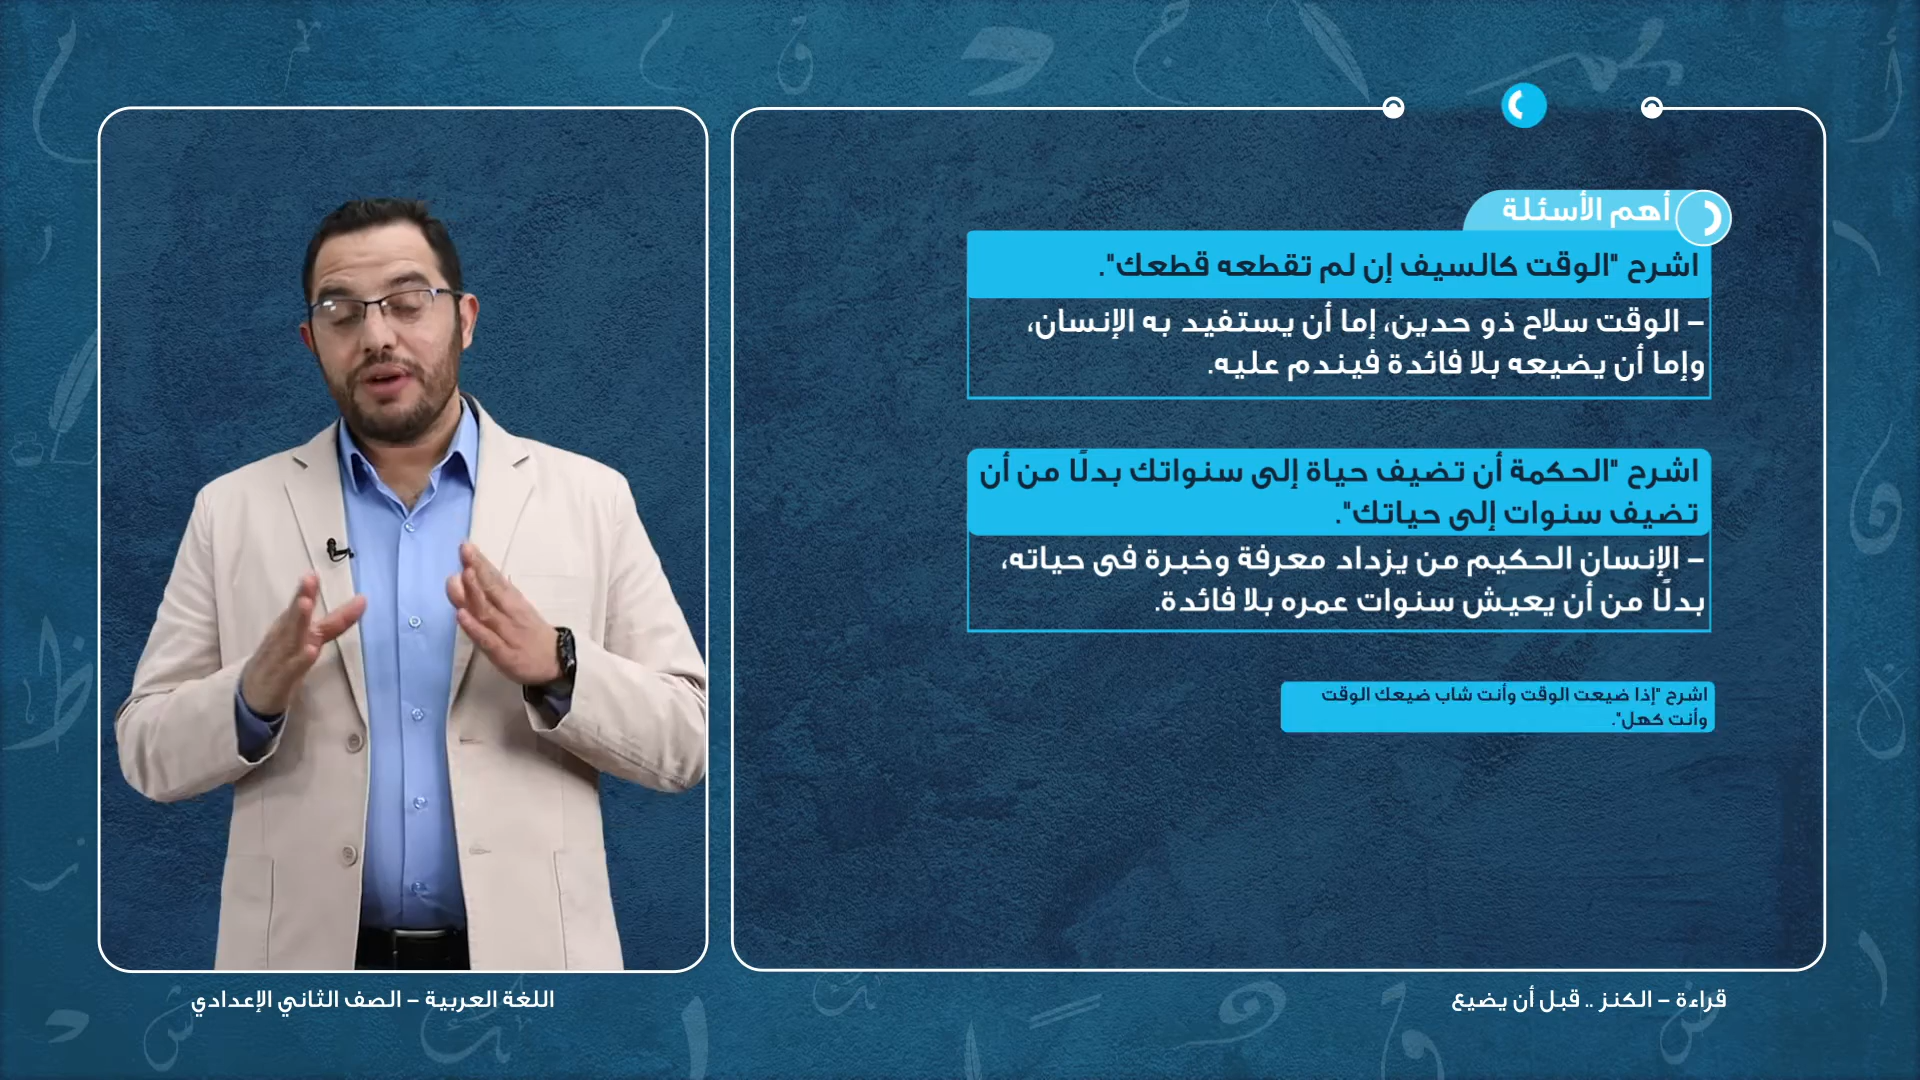 أهم الأسئلة
اشرح "الوقت كالسيف إن لم تقطعه قطعك".
– الوقت سلاح ذو حدين، إما أن يستفيد به الإنسان،
وإما أن يضيعه بلا فائدة فيندم عليه.
اشرح "الحكمة أن تضيف حياة إلى سنواتك بدلًا من أن
تضيف سنوات إلى حياتك".
– الإنسان الحكيم من يزداد معرفة وخبرة فى حياته،
بدلًا من أن يعيش سنوات عمره بلا فائدة.
اشرح "إذا ضيعت الوقت وأنت شاب ضيعك الوقت
وأنت كهل".
قراءة – الكنز .. قبل أن يضيع
اللغة العربية – الصف الثاني الإعدادي